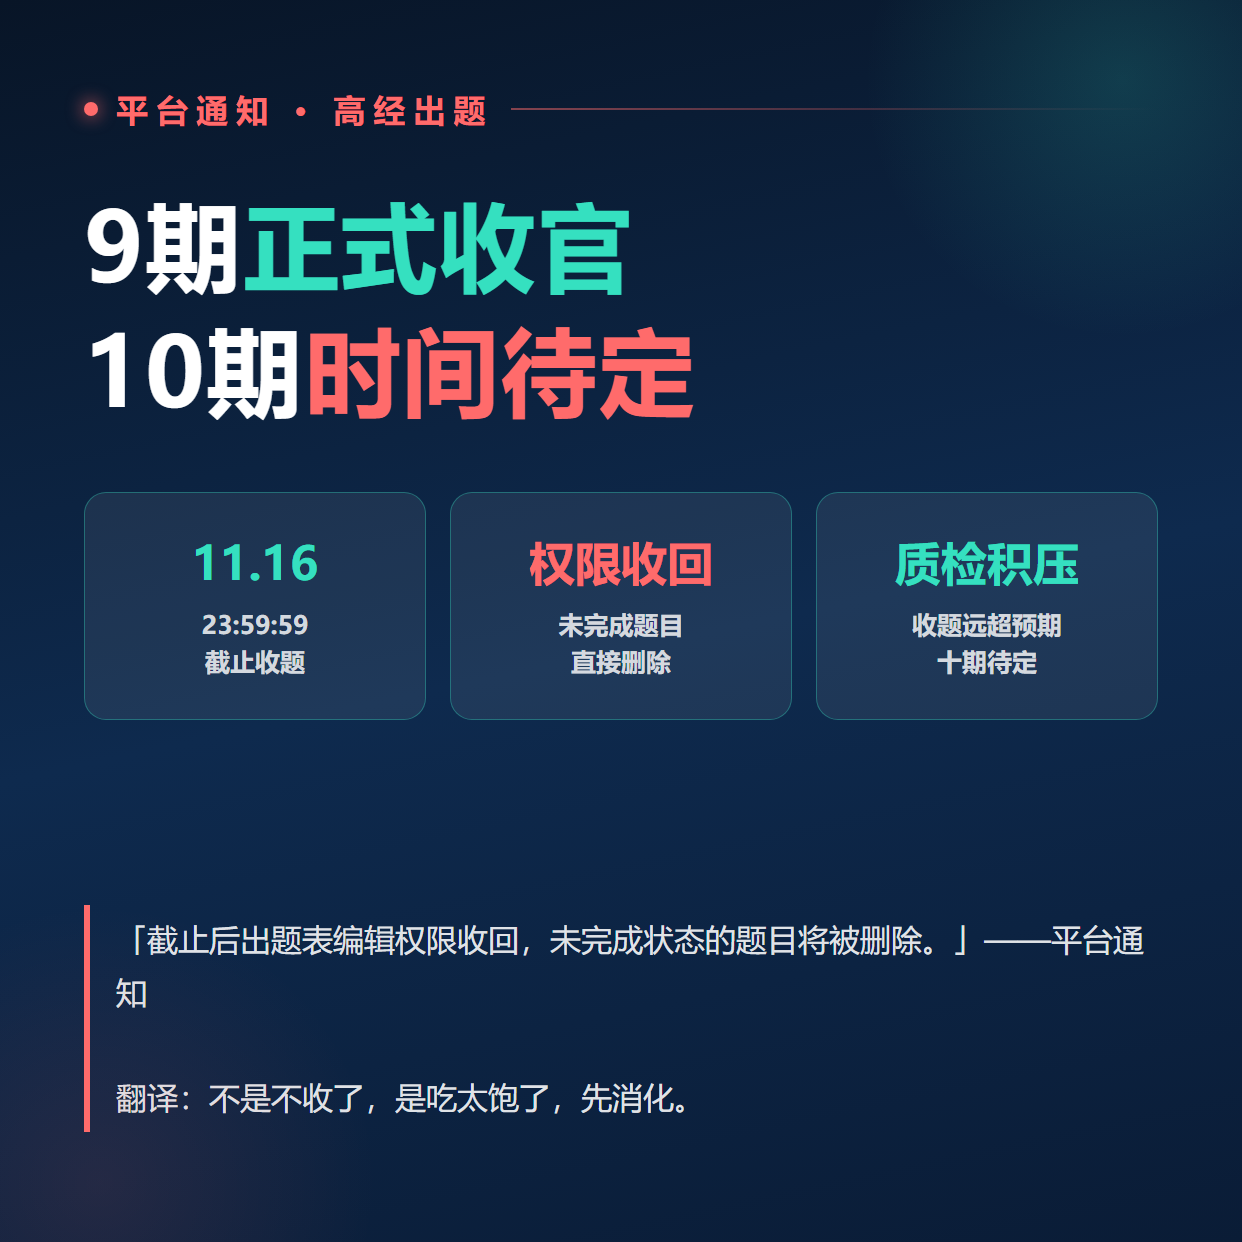 平台通知 · 高经出题
9期正式收官
10期时间待定
11.16
23:59:59
截止收题
权限收回
未完成题目
直接删除
质检积压
收题远超预期
十期待定
「截止后出题表编辑权限收回，未完成状态的题目将被删除。」——平台通
知
翻译：不是不收了，是吃太饱了，先消化。